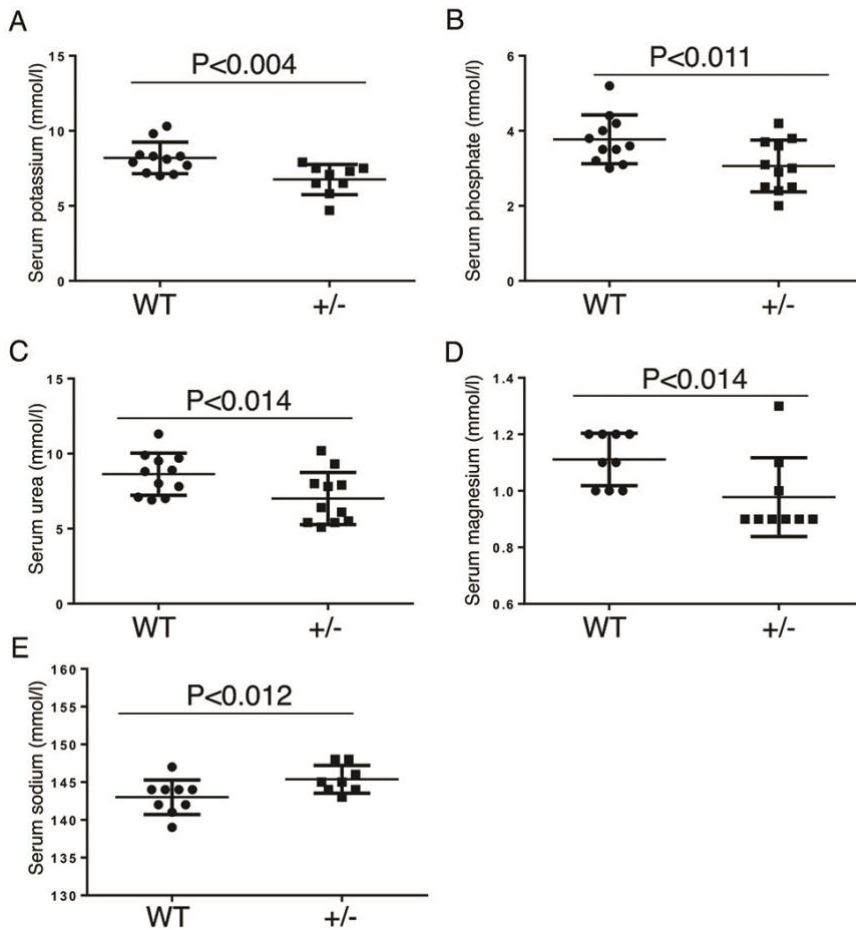 A
P<0.004
Serum potassium (mmol/l)
15
10
5
0
WT
+/-
B
P<0.011
Serum phosphate (mmol/l)
6
4
2
0
WT
+/-
C
P<0.014
Serum urea (mmol/l)
15
10
5
0
WT
+/-
D
P<0.014
Serum magnesium (mmol/l)
1.4
1.2
1.0
0.8
0.6
WT
+/-
E
P<0.012
Serum sodium (mmol/l)
160
155
150
145
140
135
130
WT
+/-